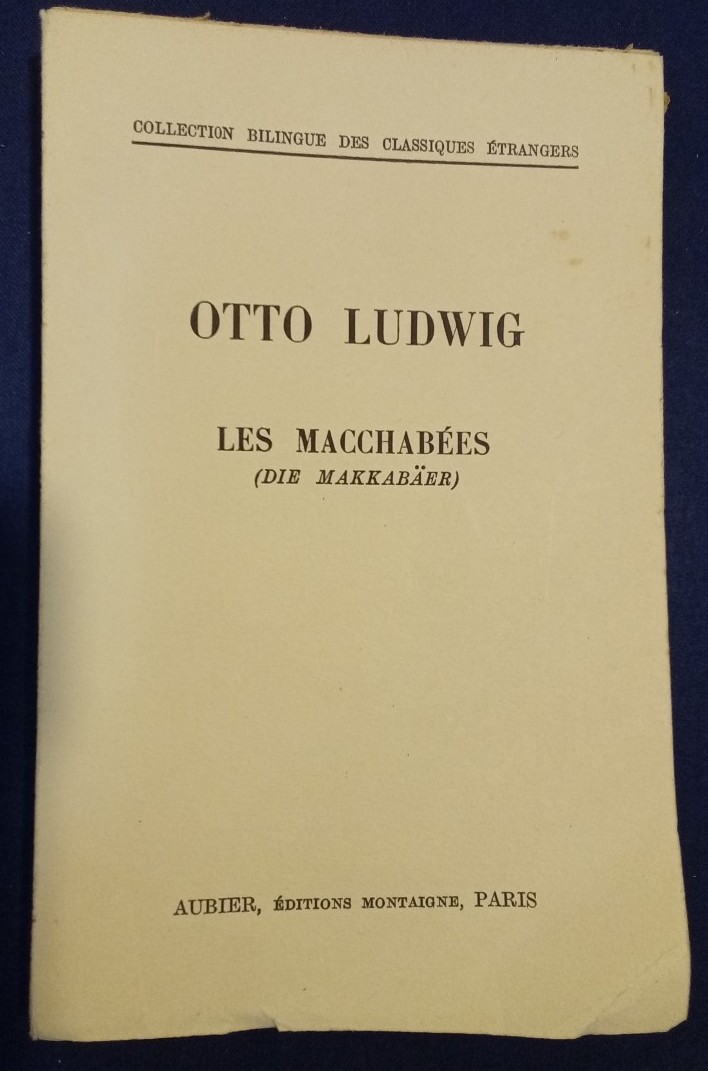 COLLECTION BILINGUE DES CLASSIQUES ÉTRANGERS
OTTO LUDWIG
LES MACCHABÉES
(DIE MAKKABÄER)
AUBIER, ÉDITIONS MONTAIGNE, PARIS